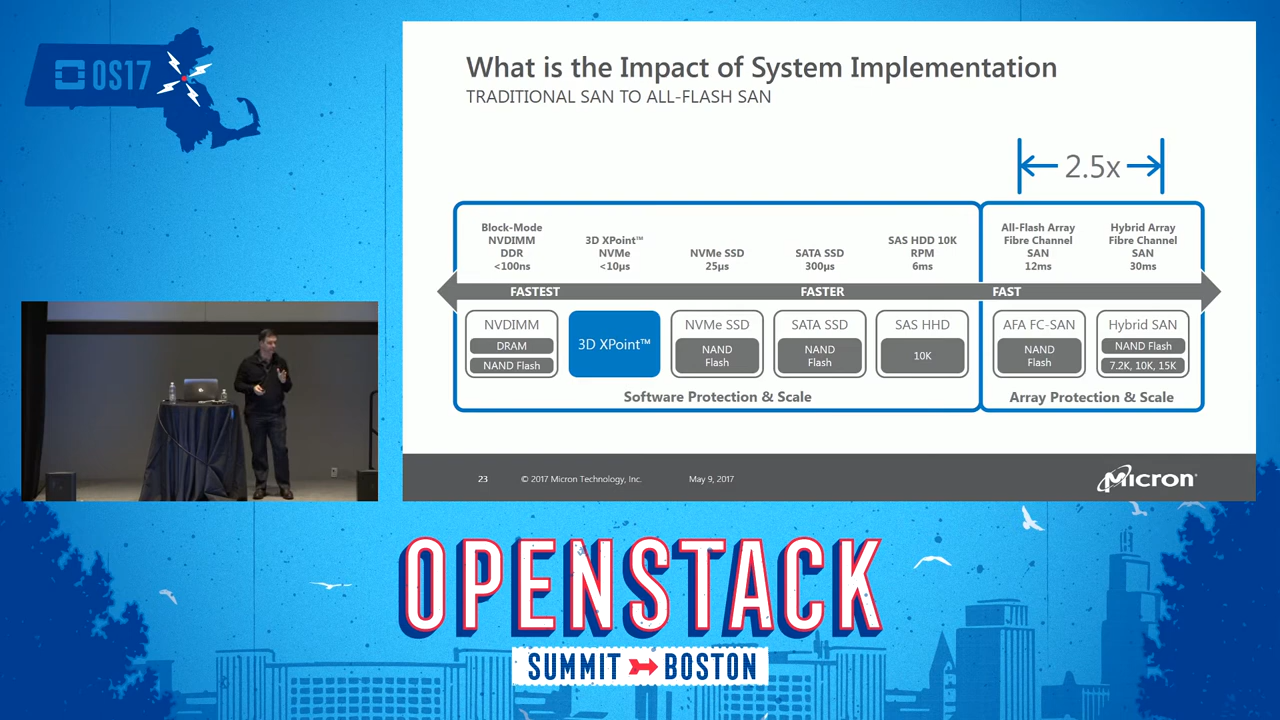 OS17
What is the Impact of System Implementation
TRADITIONAL SAN TO ALL-FLASH SAN
2.5x
Block-Mode
NVDIMM
DDR
<100ns
3D XPoint™
NVMe
<10µs
NVMe SSD
25µs
SATA SSD
300µs
SAS HDD 10K
RPM
6ms
All-Flash Array
Fibre Channel
SAN
12ms
Hybrid Array
Fibre Channel
SAN
30ms
FASTEST
FASTER
FAST
NVDIMM
DRAM
NAND Flash
3D XPoint™
NVMe SSD
NAND
Flash
SATA SSD
NAND
Flash
SAS HHD
10K
AFA FC-SAN
NAND
Flash
Hybrid SAN
NAND Flash
7.2K, 10K, 15K
Software Protection & Scale
Array Protection & Scale
23
© 2017 Micron Technology, Inc.
May 9, 2017
Micron
OPENSTACK
SUMMIT BOSTON